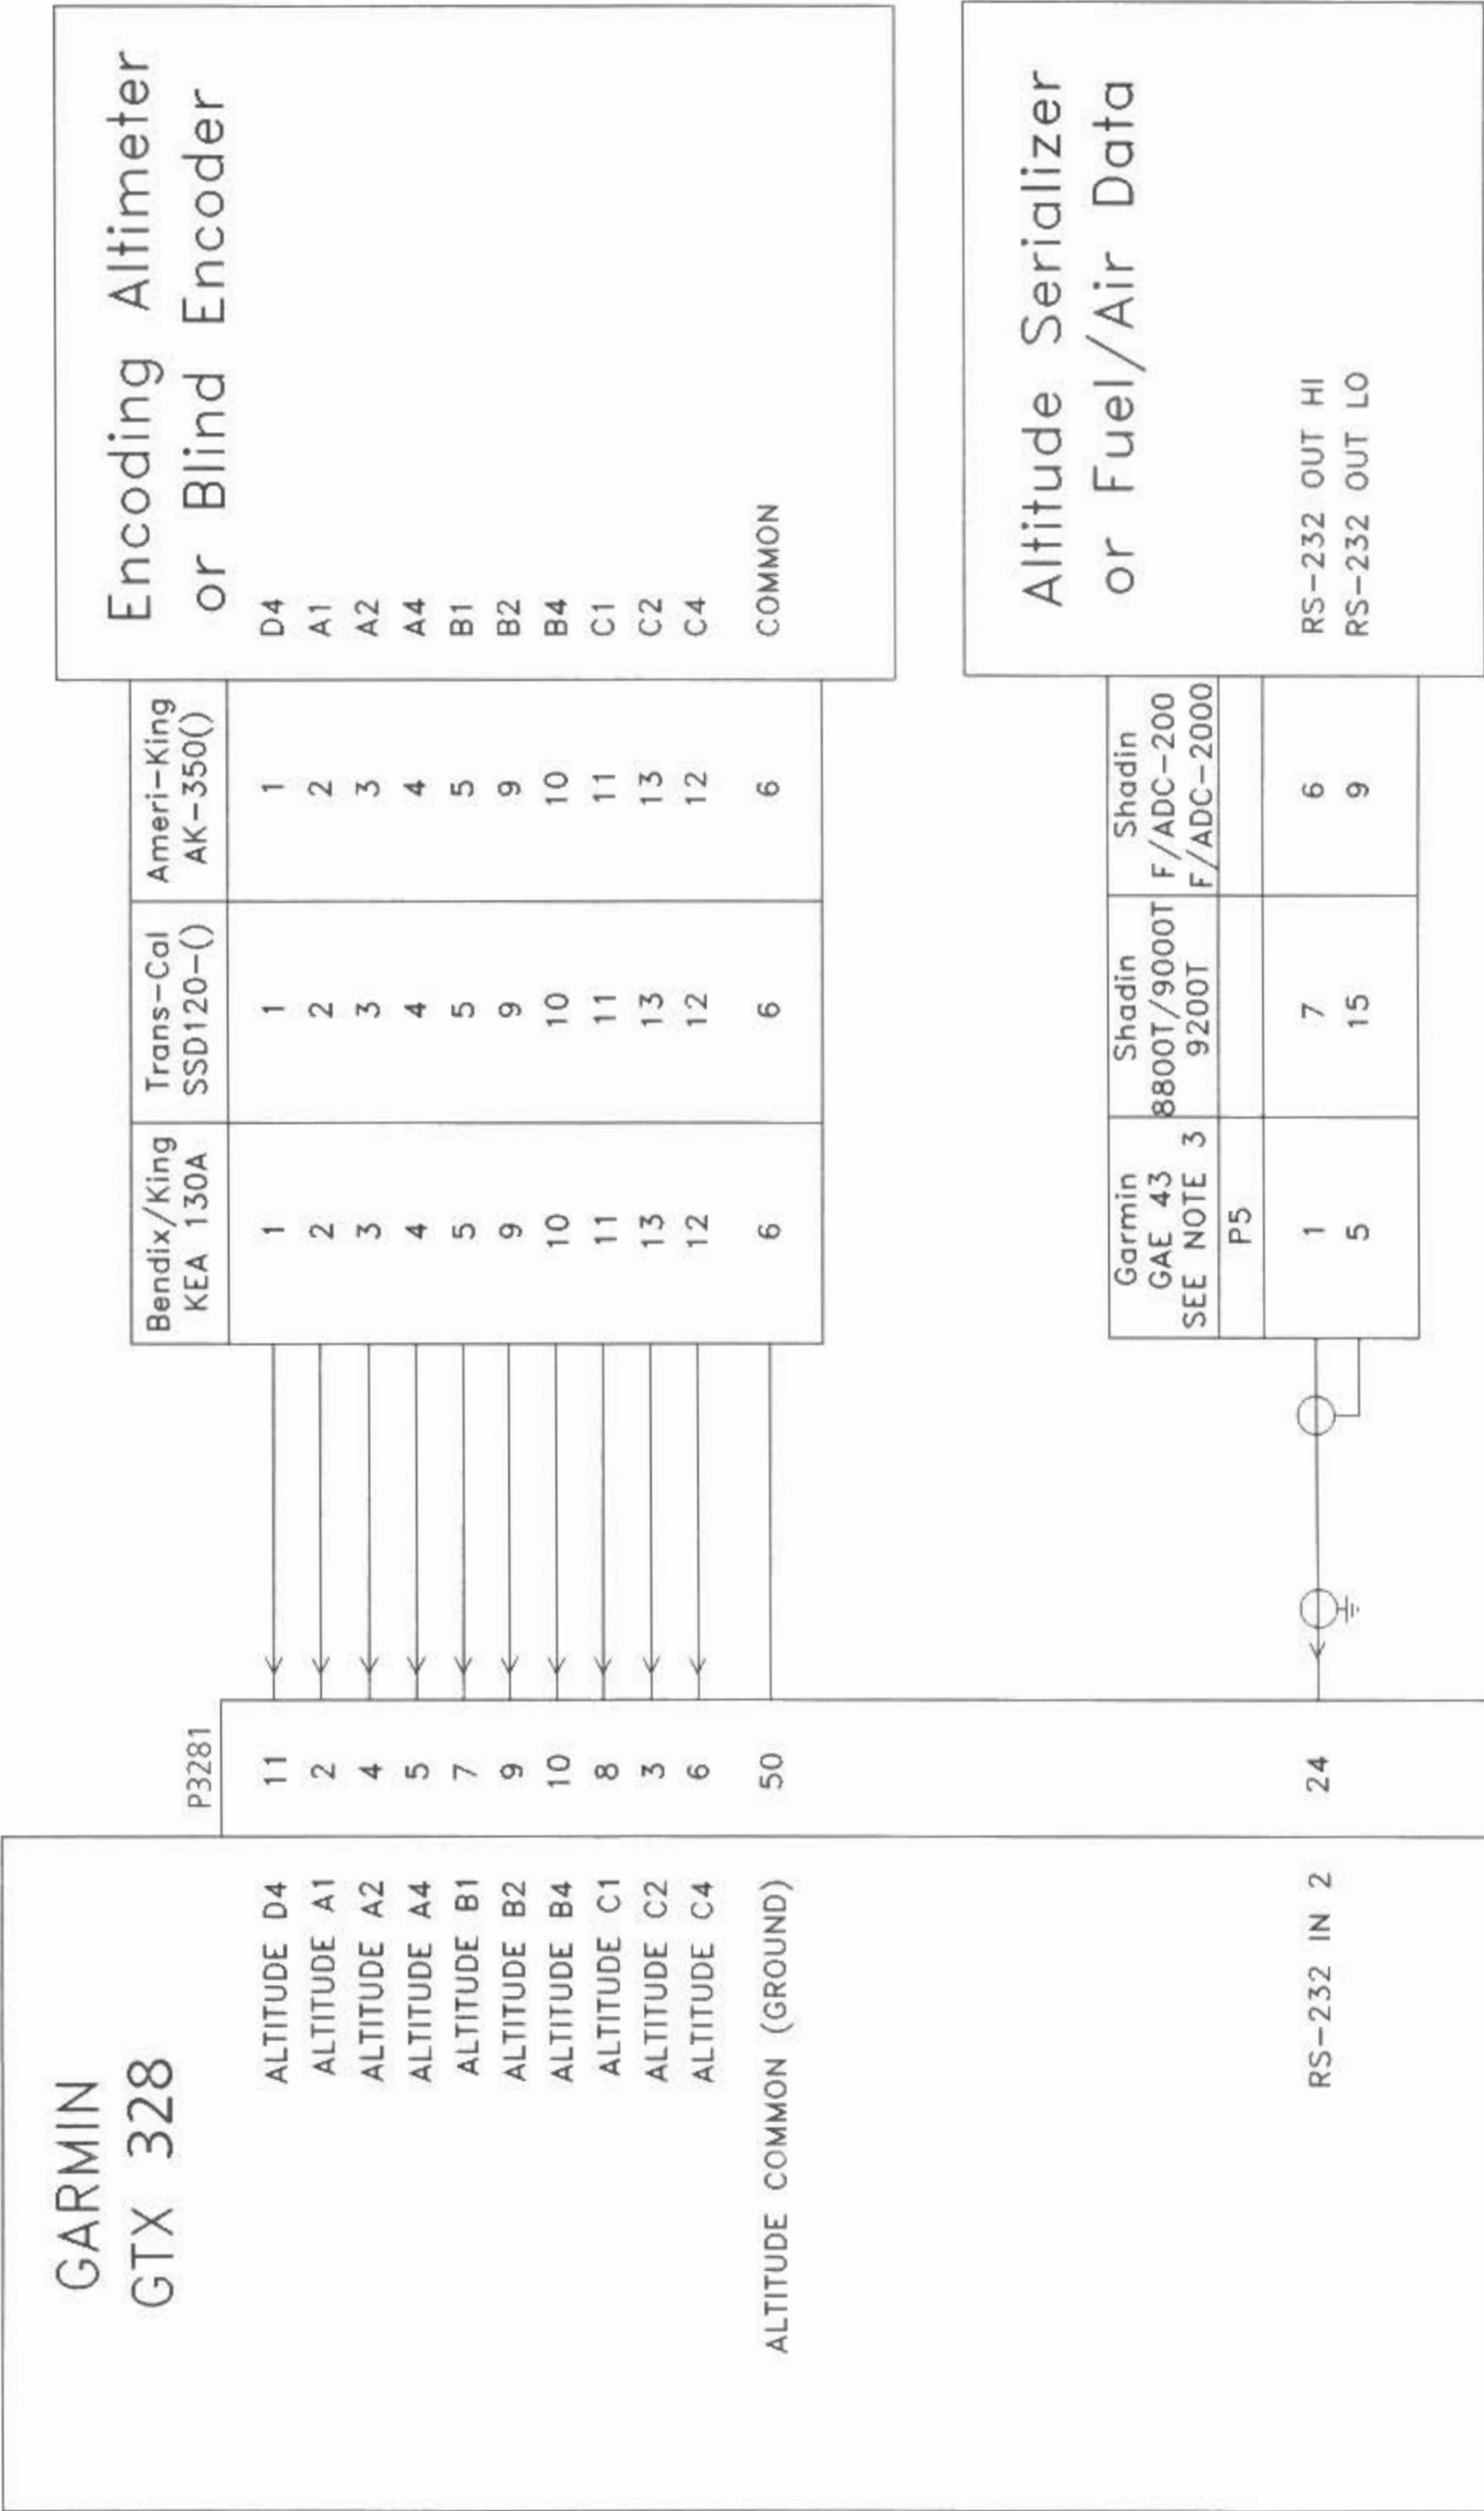 GARMIN
GTX 328
P3281
ALTITUDE D4 11
ALTITUDE A1 2
ALTITUDE A2 4
ALTITUDE A4 5
ALTITUDE B1 7
ALTITUDE B2 9
ALTITUDE B4 10
ALTITUDE C1 8
ALTITUDE C2 3
ALTITUDE C4 6
ALTITUDE COMMON (GROUND) 50
RS-232 IN 2 24
Bendix/King Trans-Cal Ameri-King
KEA 130A SSD120-() AK-350()
Encoding Altimeter
or Blind Encoder
1 1 1 D4
2 2 2 A1
3 3 3 A2
4 4 4 A4
5 5 5 B1
9 9 9 B2
10 10 10 B4
11 11 11 C1
13 13 13 C2
12 12 12 C4
6 6 6 COMMON
Garmin Shadin Shadin
GAE 43 8800T/9000T F/ADC-200
SEE NOTE 3 9200T F/ADC-2000
P5
Altitude Serializer
or Fuel/Air Data
1 7 6 RS-232 OUT HI
5 15 9 RS-232 OUT LO